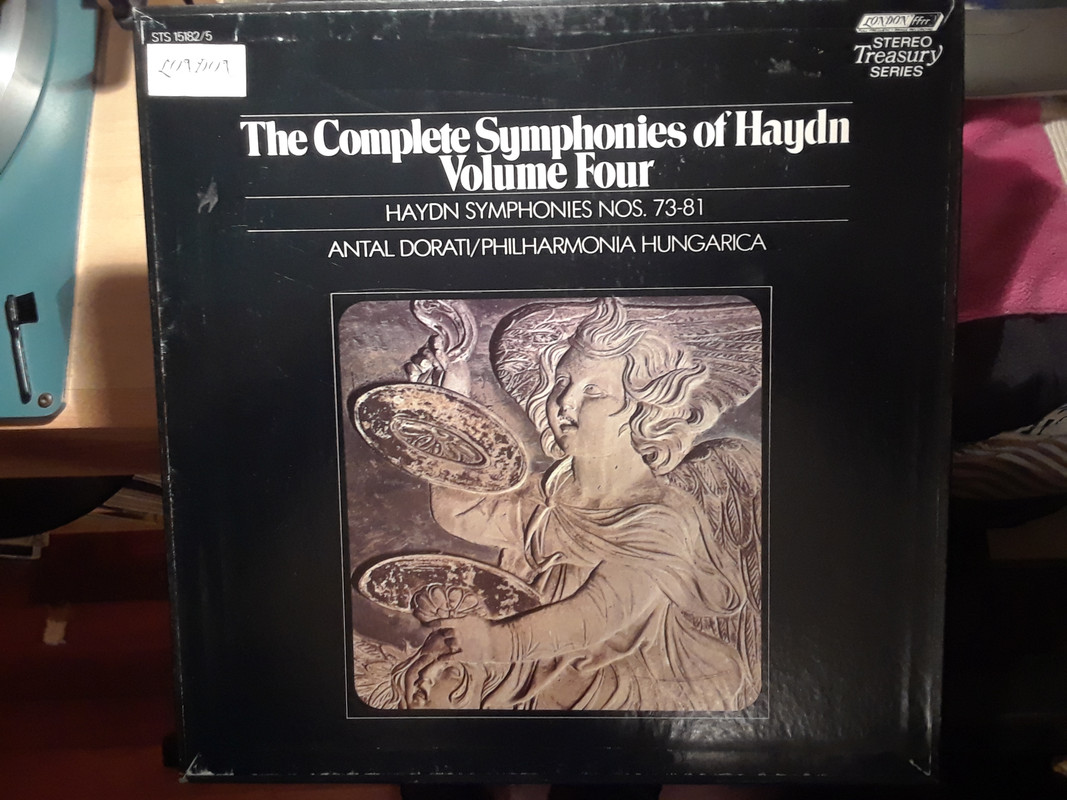 STS 15182/5
LONDON
LONDON ffrr
STEREO
Treasury
SERIES
The Complete Symphonies of Haydn
Volume Four
HAYDN SYMPHONIES NOS. 73-81
ANTAL DORATI/PHILHARMONIA HUNGARICA